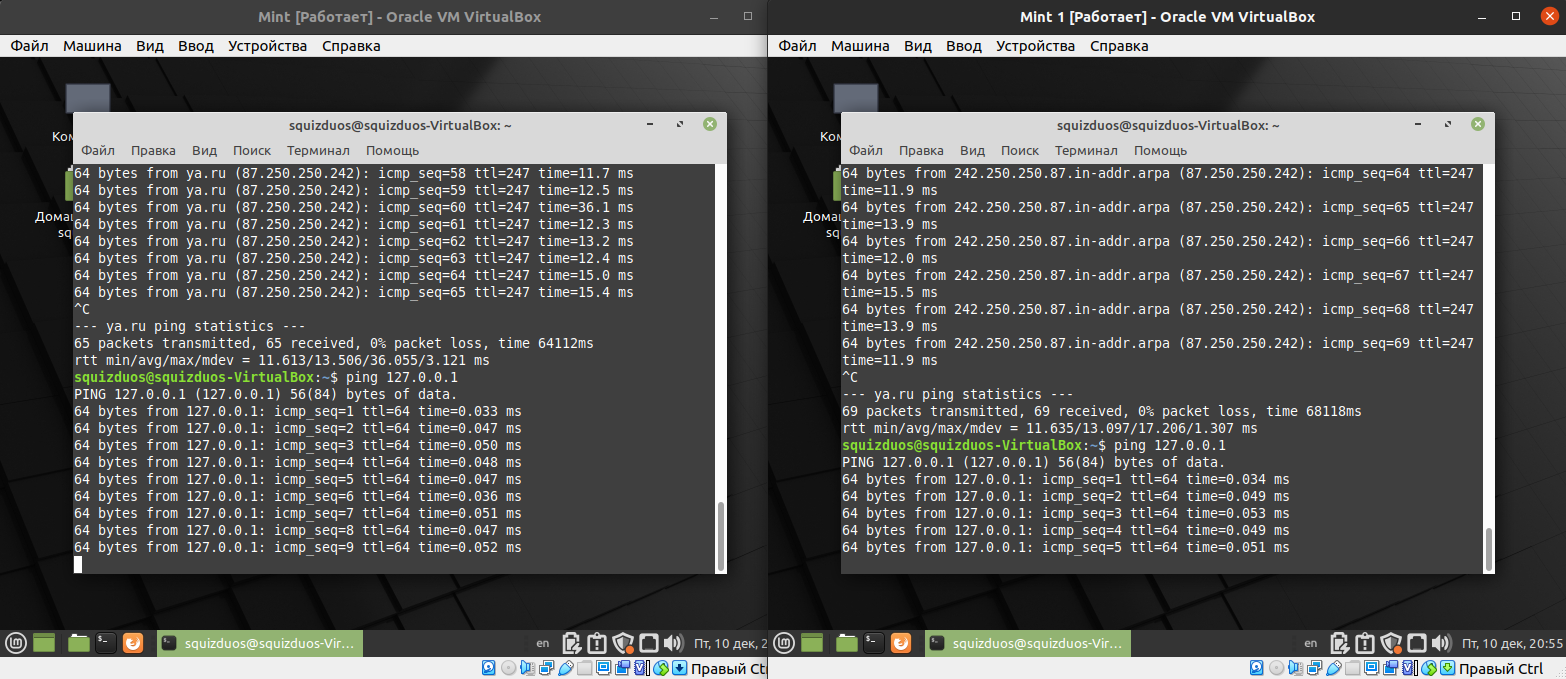 Mint [Работает] - Oracle VM VirtualBox
Файл Машина Вид Ввод Устройства Справка
squizduos@squizduos-VirtualBox: ~
Файл Правка Вид Поиск Терминал Помощь
64 bytes from ya.ru (87.250.250.242): icmp_seq=58 ttl=247 time=11.7 ms
64 bytes from ya.ru (87.250.250.242): icmp_seq=59 ttl=247 time=12.5 ms
64 bytes from ya.ru (87.250.250.242): icmp_seq=60 ttl=247 time=36.1 ms
64 bytes from ya.ru (87.250.250.242): icmp_seq=61 ttl=247 time=12.3 ms
64 bytes from ya.ru (87.250.250.242): icmp_seq=62 ttl=247 time=13.2 ms
64 bytes from ya.ru (87.250.250.242): icmp_seq=63 ttl=247 time=12.4 ms
64 bytes from ya.ru (87.250.250.242): icmp_seq=64 ttl=247 time=15.0 ms
64 bytes from ya.ru (87.250.250.242): icmp_seq=65 ttl=247 time=15.4 ms
^C
--- ya.ru ping statistics ---
65 packets transmitted, 65 received, 0% packet loss, time 64112ms
rtt min/avg/max/mdev = 11.613/13.506/36.055/3.121 ms
squizduos@squizduos-VirtualBox:~$ ping 127.0.0.1
PING 127.0.0.1 (127.0.0.1) 56(84) bytes of data.
64 bytes from 127.0.0.1: icmp_seq=1 ttl=64 time=0.033 ms
64 bytes from 127.0.0.1: icmp_seq=2 ttl=64 time=0.047 ms
64 bytes from 127.0.0.1: icmp_seq=3 ttl=64 time=0.050 ms
64 bytes from 127.0.0.1: icmp_seq=4 ttl=64 time=0.048 ms
64 bytes from 127.0.0.1: icmp_seq=5 ttl=64 time=0.047 ms
64 bytes from 127.0.0.1: icmp_seq=6 ttl=64 time=0.036 ms
64 bytes from 127.0.0.1: icmp_seq=7 ttl=64 time=0.051 ms
64 bytes from 127.0.0.1: icmp_seq=8 ttl=64 time=0.047 ms
64 bytes from 127.0.0.1: icmp_seq=9 ttl=64 time=0.052 ms
Ком
Дома
sq
squizduos@squizduos-Vir...
en
Пт, 10 дек, 2
Правый Ctr
Mint 1 [Работает] - Oracle VM VirtualBox
Файл Машина Вид Ввод Устройства Справка
squizduos@squizduos-VirtualBox: ~
Файл Правка Вид Поиск Терминал Помощь
64 bytes from 242.250.250.87.in-addr.arpa (87.250.250.242): icmp_seq=64 ttl=247
time=11.9 ms
64 bytes from 242.250.250.87.in-addr.arpa (87.250.250.242): icmp_seq=65 ttl=247
time=13.9 ms
64 bytes from 242.250.250.87.in-addr.arpa (87.250.250.242): icmp_seq=66 ttl=247
time=12.0 ms
64 bytes from 242.250.250.87.in-addr.arpa (87.250.250.242): icmp_seq=67 ttl=247
time=15.5 ms
64 bytes from 242.250.250.87.in-addr.arpa (87.250.250.242): icmp_seq=68 ttl=247
time=13.9 ms
64 bytes from 242.250.250.87.in-addr.arpa (87.250.250.242): icmp_seq=69 ttl=247
time=11.9 ms
^C
--- ya.ru ping statistics ---
69 packets transmitted, 69 received, 0% packet loss, time 68118ms
rtt min/avg/max/mdev = 11.635/13.097/17.206/1.307 ms
squizduos@squizduos-VirtualBox:~$ ping 127.0.0.1
PING 127.0.0.1 (127.0.0.1) 56(84) bytes of data.
64 bytes from 127.0.0.1: icmp_seq=1 ttl=64 time=0.034 ms
64 bytes from 127.0.0.1: icmp_seq=2 ttl=64 time=0.049 ms
64 bytes from 127.0.0.1: icmp_seq=3 ttl=64 time=0.053 ms
64 bytes from 127.0.0.1: icmp_seq=4 ttl=64 time=0.049 ms
64 bytes from 127.0.0.1: icmp_seq=5 ttl=64 time=0.051 ms
Ком
Дома
sq
squizduos@squizduos-Vir...
en
Пт, 10 дек, 20:55
Правый Ctrl